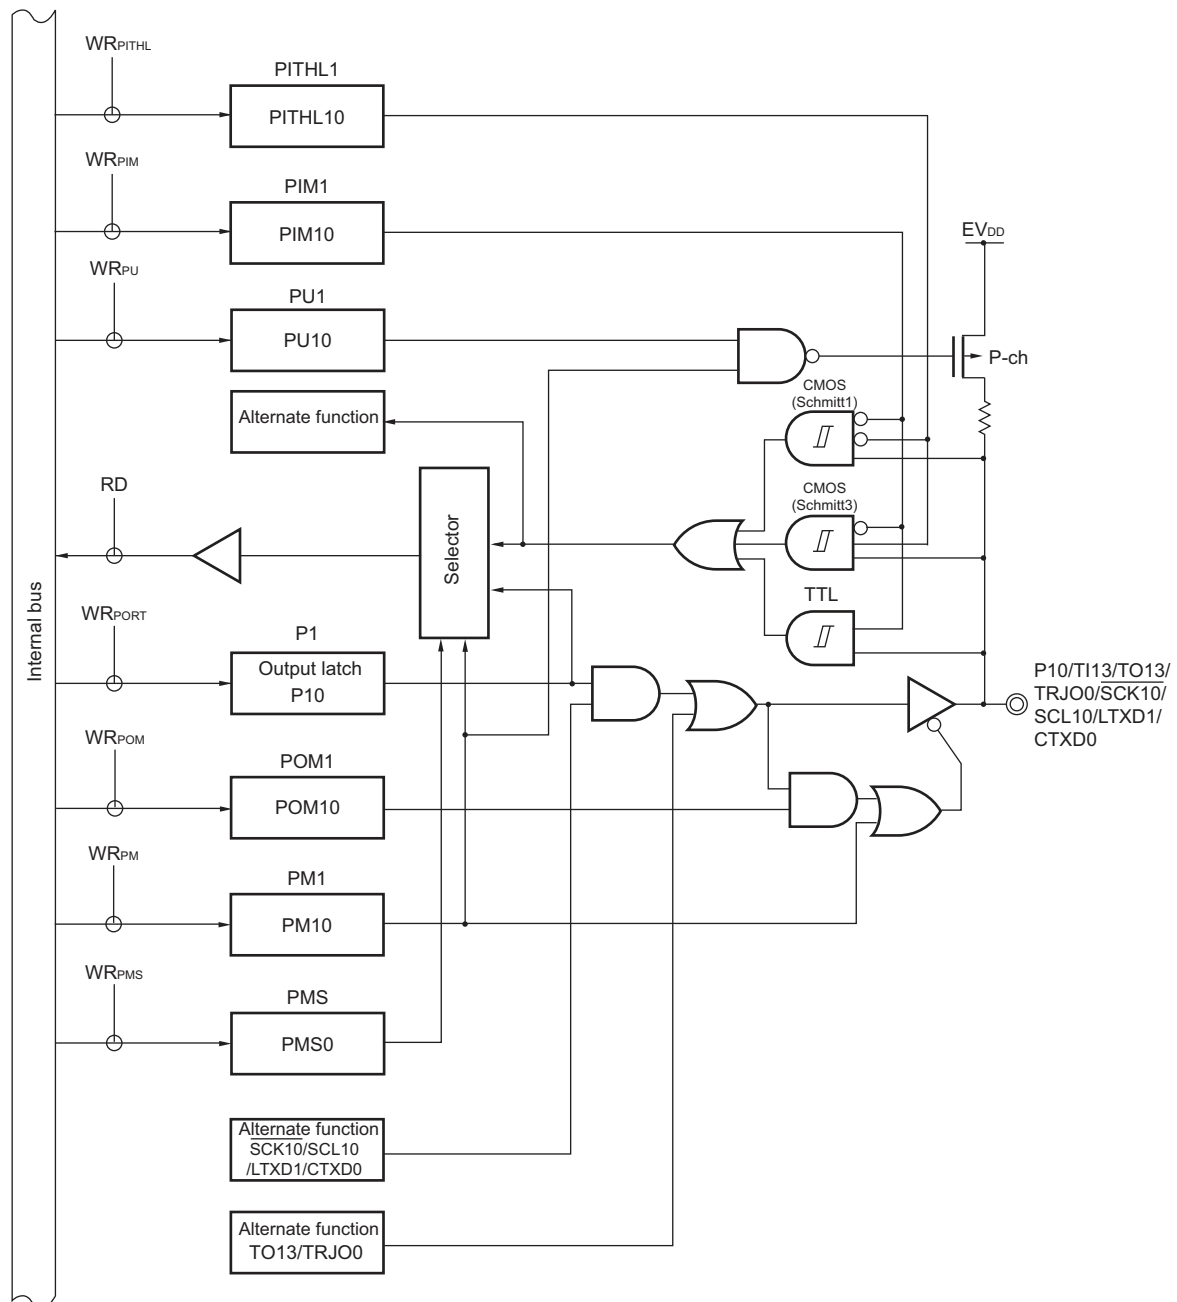 WRPITHL
PITHL1
PITHL10
WRPIM
PIM1
PIM10
EVDD
WRPU
PU1
PU10
P-ch
CMOS
(Schmitt1)
Alternate function
RD
Selector
CMOS
(Schmitt3)
TTL
Internal bus
WRPORT
P1
Output latch
P10
P10/TI13/TO13/
TRJO0/SCK10/
SCL10/LTXD1/
CTXD0
WRPOM
POM1
POM10
WRPM
PM1
PM10
WRPMS
PMS
PMS0
Alternate function
SCK10/SCL10
/LTXD1/CTXD0
Alternate function
TO13/TRJO0